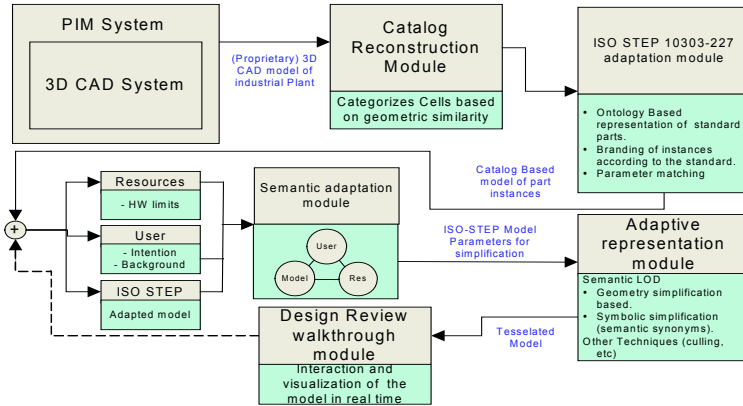 PIM System
3D CAD System
(Proprietary) 3D
CAD model of
industrial Plant
Catalog
Reconstruction
Module
Categorizes Cells based
on geometric similarity
ISO STEP 10303-227
adaptation module
• Ontology Based
representation of standard
parts.
• Branding of instances
according to the standard.
• Parameter matching
Catalog Based
model of part
instances
+
Resources
- HW limits
User
- Intention
- Background
ISO STEP
Adapted model
Semantic adaptation
module
User
Model
Res
ISO-STEP Model
Parameters for
simplification
Adaptive
representation
module
Semantic LOD
• Geometry simplification
based.
• Symbolic simplification
(semantic synonyms).
Other Techniques (culling,
etc)
Tesselated
Model
Design Review
walkthrough
module
Interaction and
visualization of the
model in real time